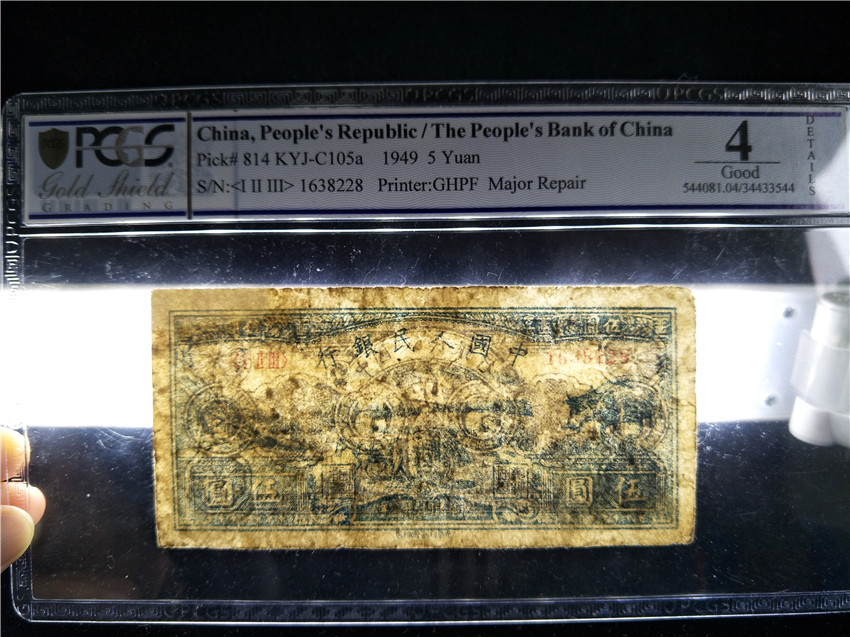 PCGS
Gold Shield
GRADING
China, People's Republic / The People's Bank of China
Pick# 814 KYJ-C105a 1949 5 Yuan
S/N:<I II III> 1638228 Printer:GHPF Major Repair
4
Good
544081.04/34433544
DETAILS
中國人民銀行
伍圓
伍圓